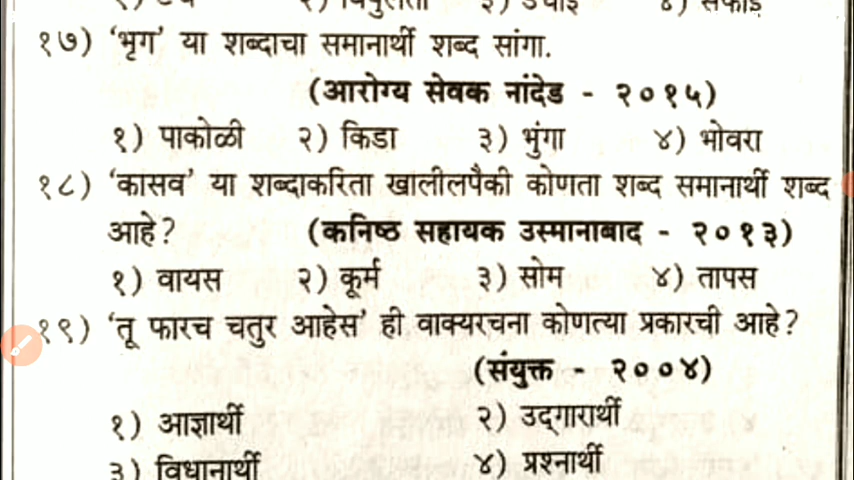 १७) 'भृग' या शब्दाचा समानार्थी शब्द सांगा.
(आरोग्य सेवक नांदेड - २०१५)
१) पाकोळी २) किडा ३) भुंगा ४) भोवरा
१८) 'कासव' या शब्दाकरिता खालीलपैकी कोणता शब्द समानार्थी शब्द
आहे? (कनिष्ठ सहायक उस्मानाबाद - २०१३)
१) वायस २) कूर्म ३) सोम ४) तापस
१९) 'तू फारच चतुर आहेस' ही वाक्यरचना कोणत्या प्रकारची आहे?
(संयुक्त - २००४)
१) आज्ञार्थी २) उद्‌गारार्थी
३) विधानार्थी ४) प्रश्नार्थी